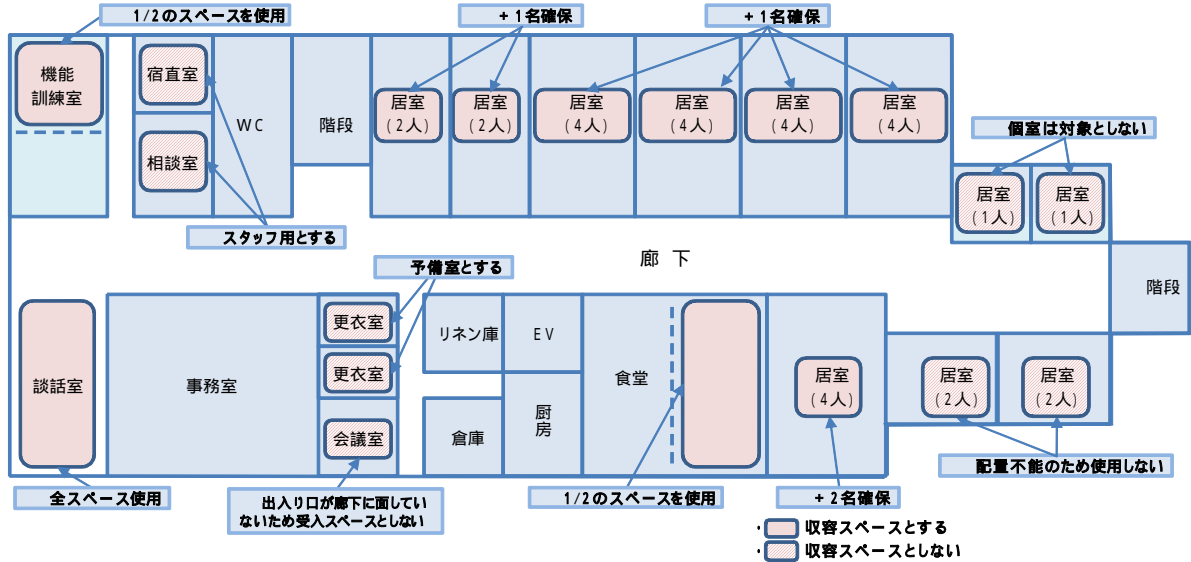 1/2のスペースを使用
+1名確保
+1名確保
機能
訓練室
宿直室
相談室
WC
階段
居室
(2人)
居室
(2人)
居室
(4人)
居室
(4人)
居室
(4人)
居室
(4人)
個室は対象としない
居室
(1人)
居室
(1人)
スタッフ用とする
廊下
予備室とする
階段
談話室
事務室
更衣室
更衣室
会議室
リネン庫
EV
倉庫
厨
房
食堂
居室
(4人)
居室
(2人)
居室
(2人)
全スペース使用
出入り口が廊下に面してい
ないため受入スペースとしない
1/2のスペースを使用
+2名確保
配置不能のため使用しない
・ 収容スペースとする
・ 収容スペースとしない